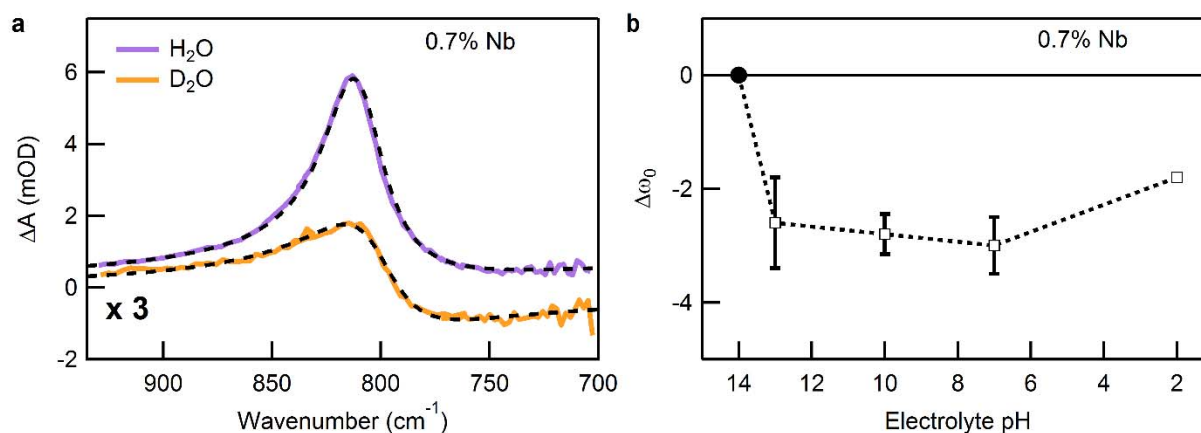 a
0.7% Nb
H₂O
D₂O
6
4
2
0
-2
ΔA (mOD)
x 3
900
850
800
750
700
Wavenumber (cm⁻¹)
b
0.7% Nb
0
-2
-4
Δω₀
14
12
10
8
6
4
2
Electrolyte pH